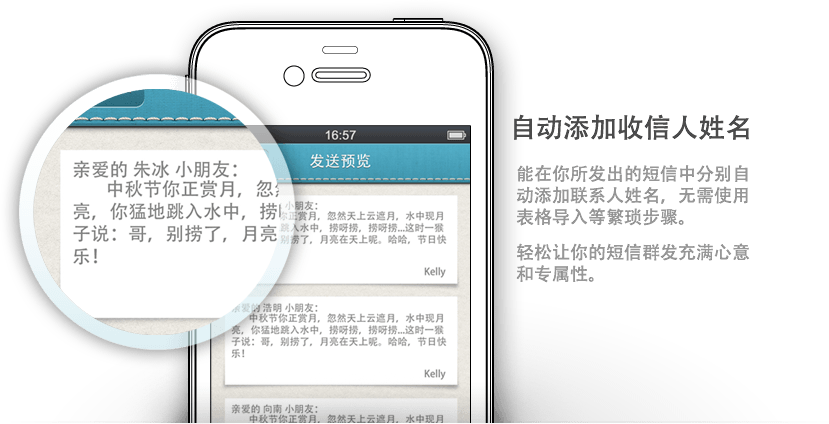 16:57
发送预览
亲爱的 朱冰 小朋友：
中秋节你正赏月，忽
亮，你猛地跳入水中，捞
子说：哥，别捞了，月亮
乐！
小朋友：
你正赏月，忽然天上云遮月，水中现月
跳入水中，捞呀捞，捞呀捞...这时一猴
别捞了，月亮在天上呢。哈哈，节日快
Kelly
亲爱的 浩明 小朋友：
中秋节你正赏月，忽然天上云遮月，水中现月
亮，你猛地跳入水中，捞呀捞，捞呀捞...这时一猴
子说：哥，别捞了，月亮在天上呢。哈哈，节日快
乐！
Kelly
亲爱的 向南 小朋友：
中秋节你正赏月，忽然天上云遮月，水中现月
自动添加收信人姓名
能在你所发出的短信中分别自
动添加联系人姓名，无需使用
表格导入等繁琐步骤。
轻松让你的短信群发充满心意
和专属性。